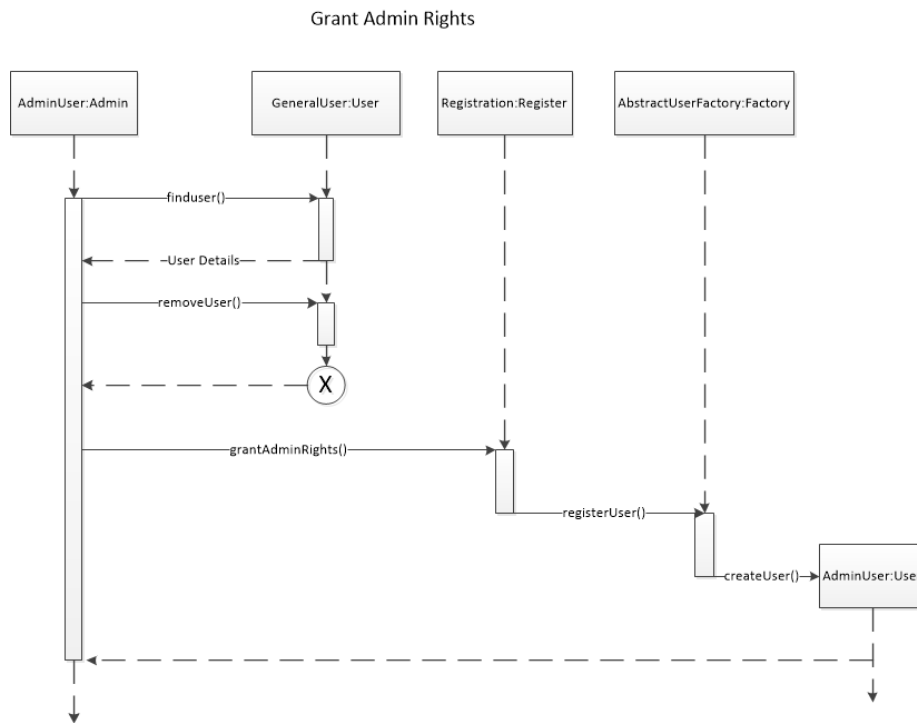 Grant Admin Rights
AdminUser:Admin
GeneralUser:User
Registration:Register
AbstractUserFactory:Factory
finduser()
User Details
removeUser()
X
grantAdminRights()
registerUser()
createUser()
AdminUser:Use